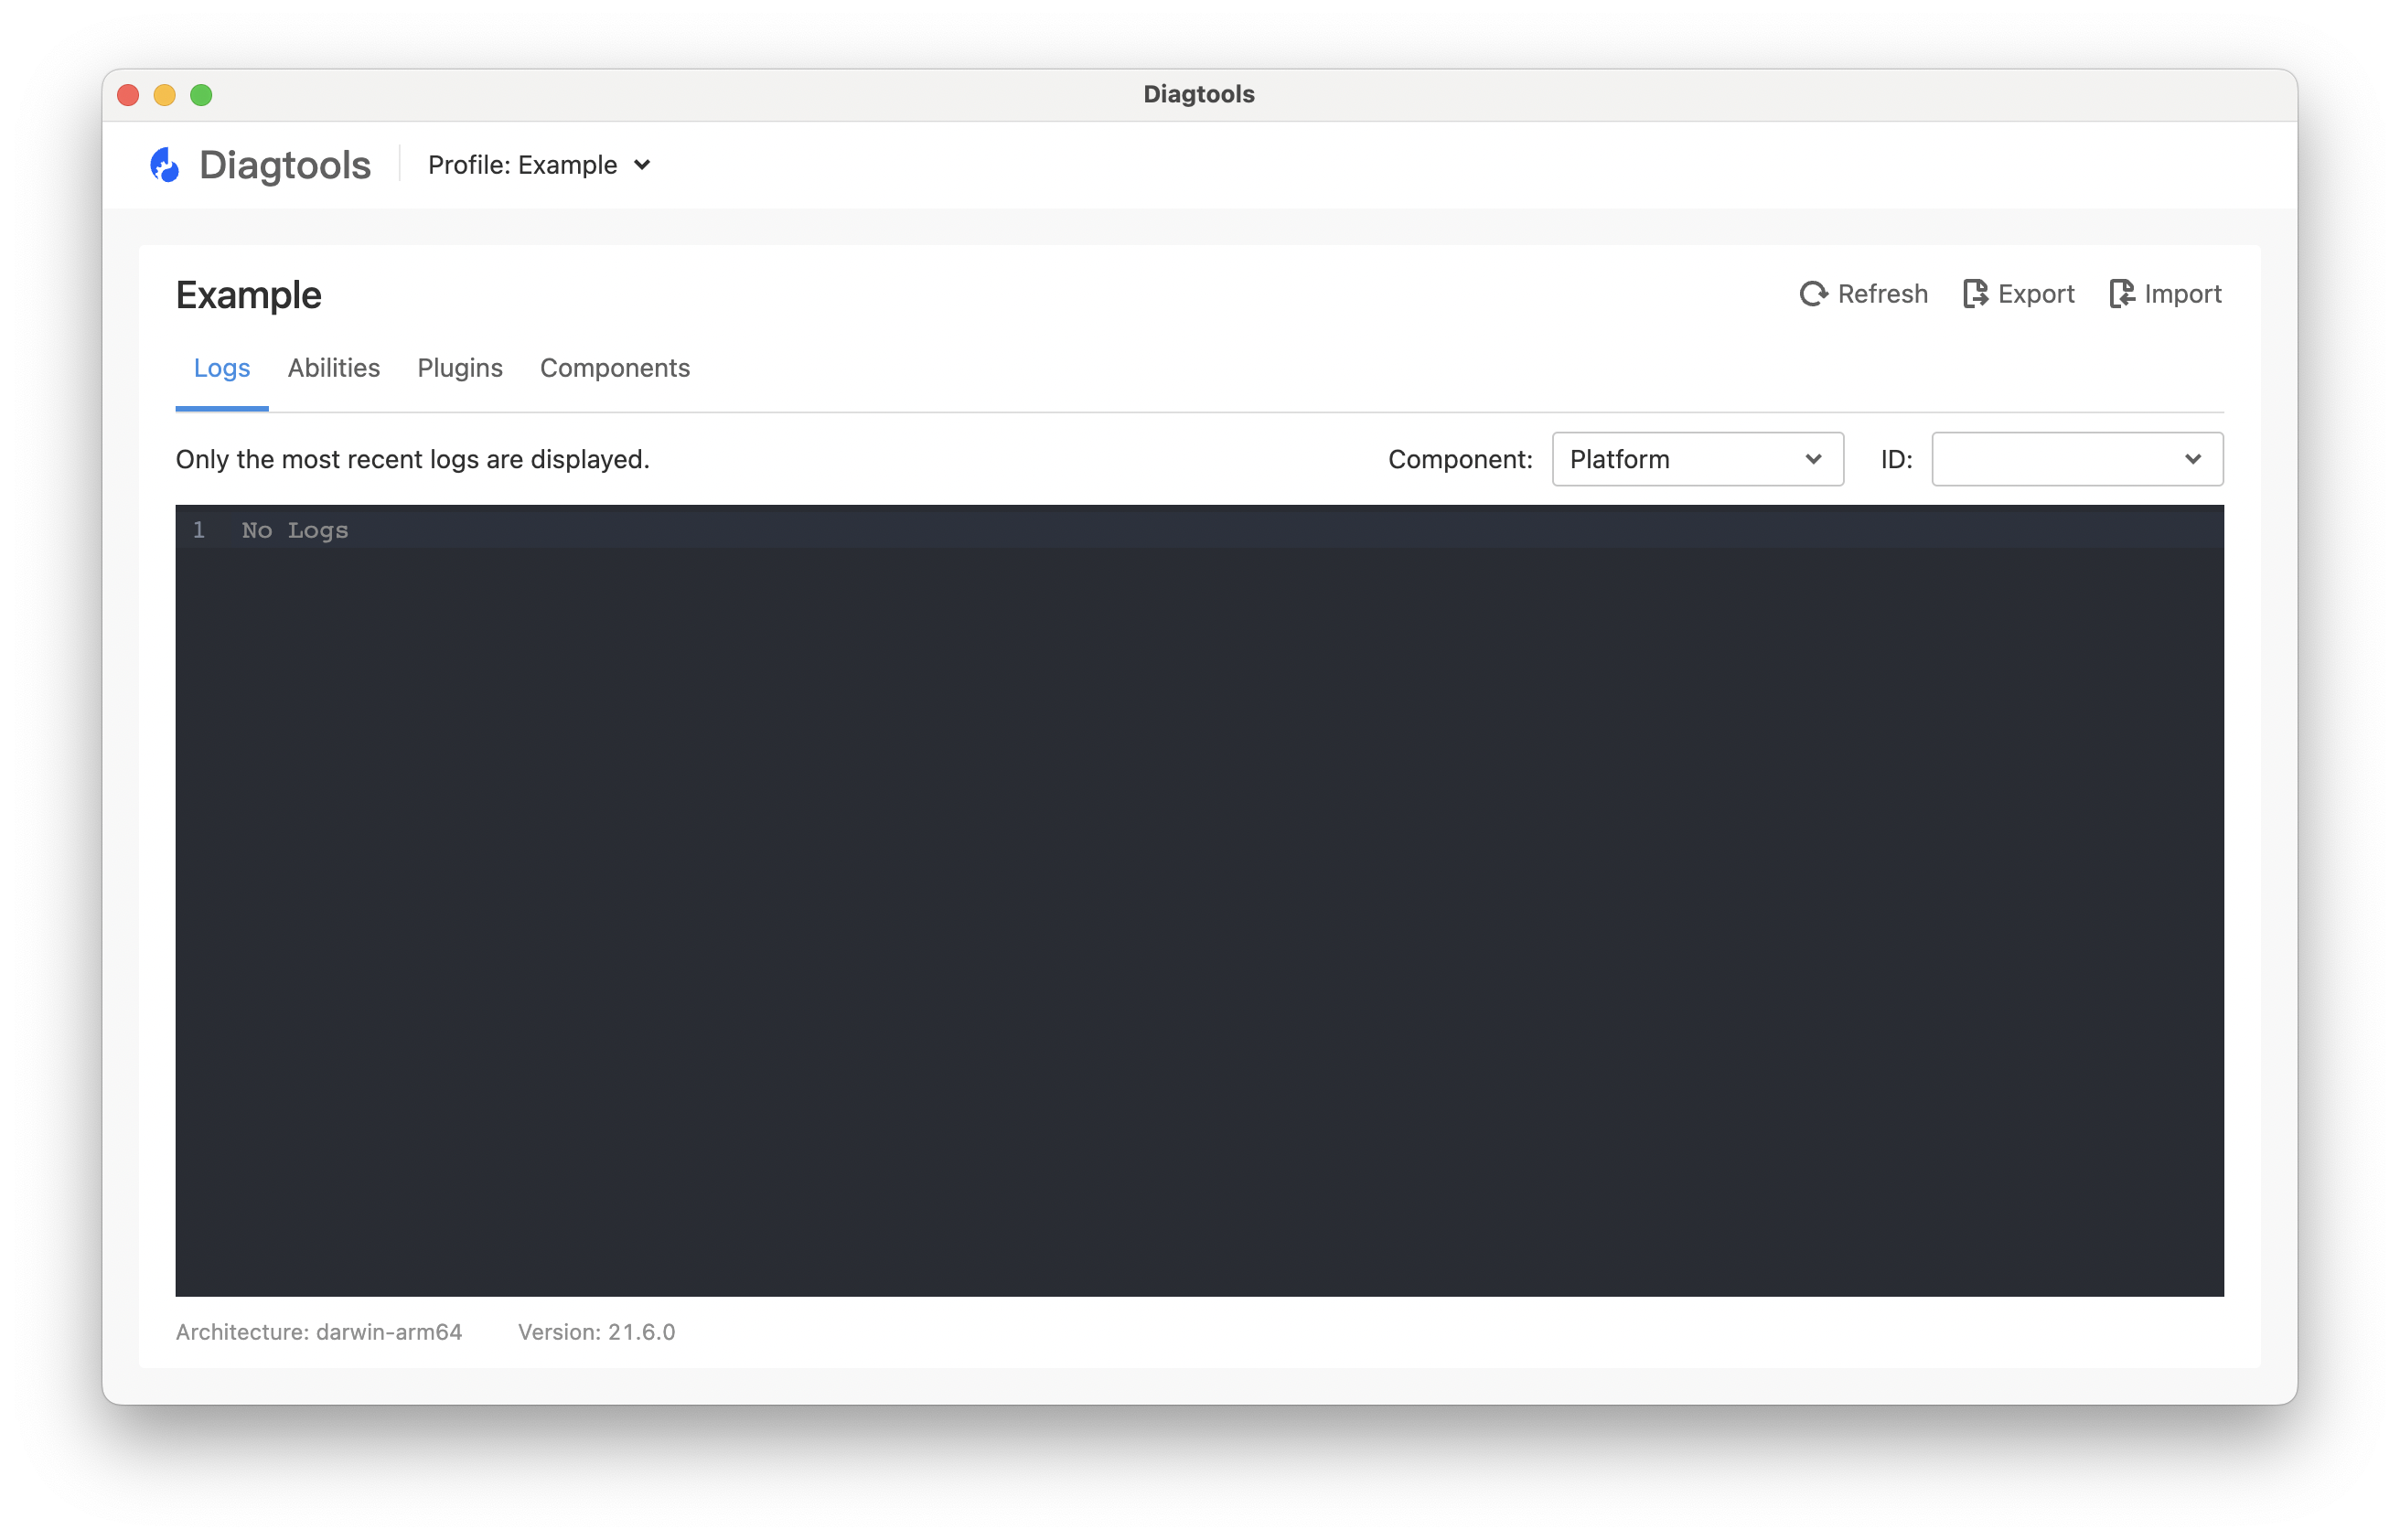 Diagtools
Diagtools Profile: Example
Example Refresh Export Import
Logs Abilities Plugins Components
Only the most recent logs are displayed. Component: Platform ID:
1 No Logs
Architecture: darwin-arm64 Version: 21.6.0